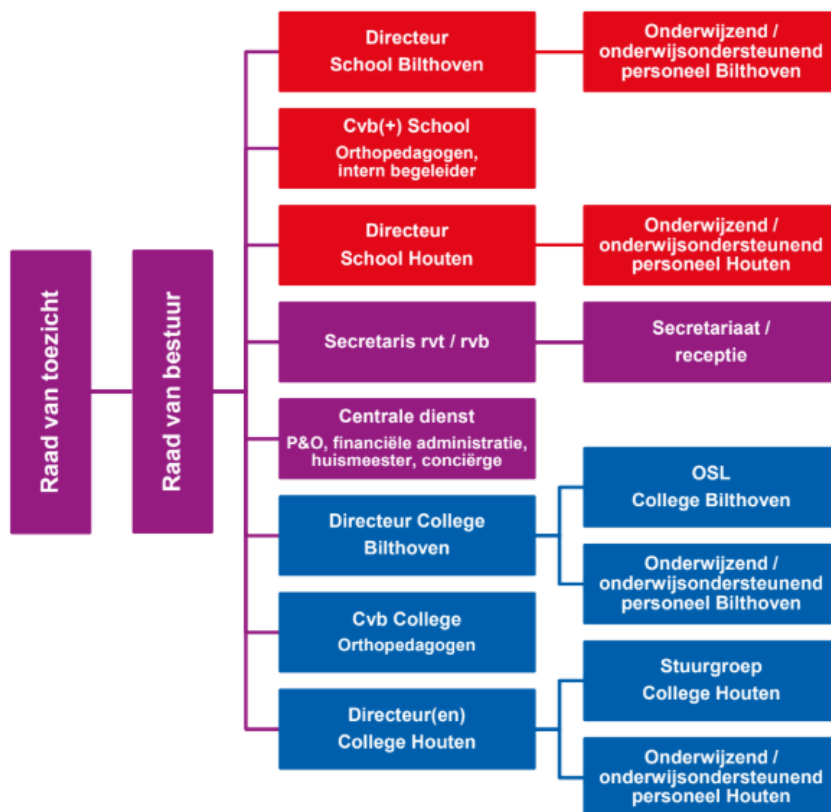 Raad van toezicht
Raad van bestuur
Directeur
School Bilthoven
Onderwijzend /
onderwijsondersteunend
personeel Bilthoven
Cvb(+) School
Orthopedagogen,
intern begeleider
Directeur
School Houten
Onderwijzend /
onderwijsondersteunend
personeel Houten
Secretaris rvt / rvb
Secretariaat /
receptie
Centrale dienst
P&O, financiële administratie,
huismeester, conciërge
Directeur College
Bilthoven
OSL
College Bilthoven
Onderwijzend /
onderwijsondersteunend
personeel Bilthoven
Cvb College
Orthopedagogen
Directeur(en)
College Houten
Stuurgroep
College Houten
Onderwijzend /
onderwijsondersteunend
personeel Houten